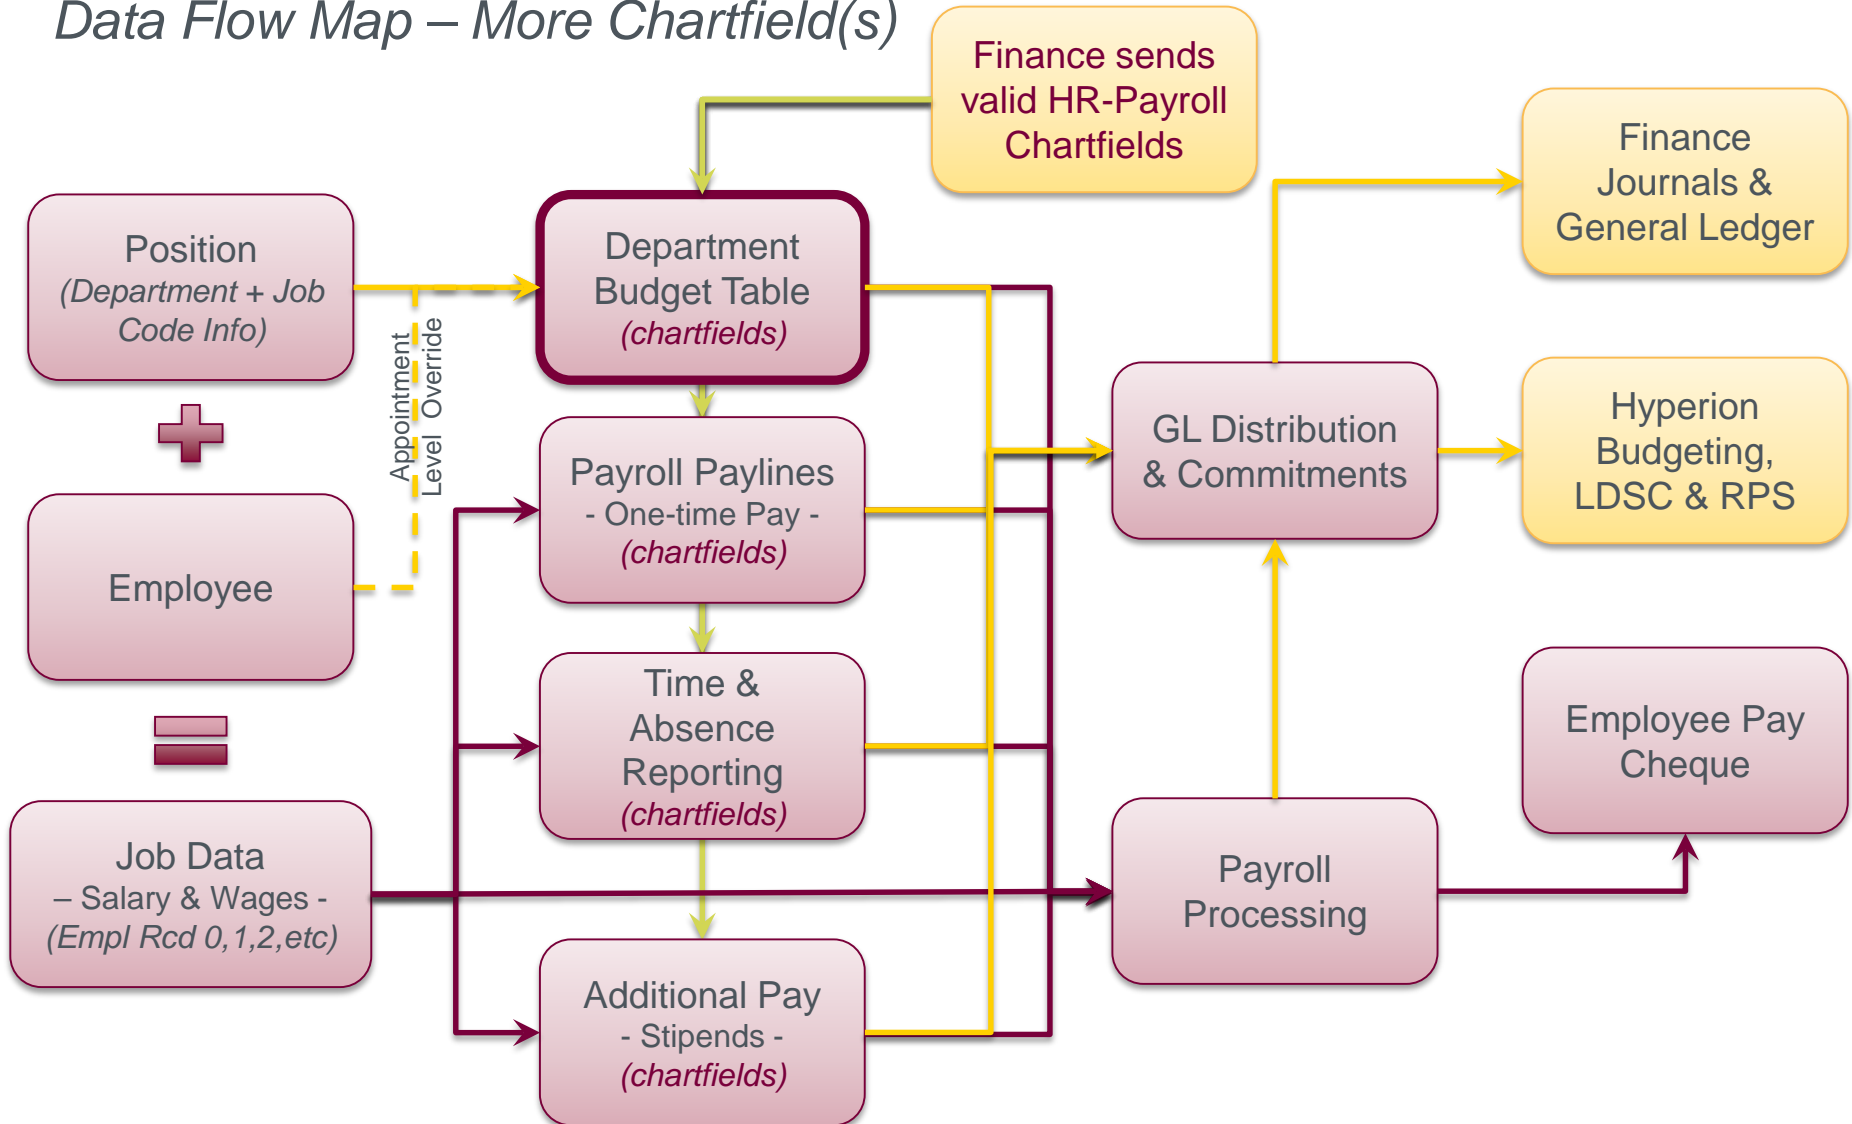 Data Flow Map – More Chartfield(s)
Finance sends
valid HR-Payroll
Chartfields
Finance
Journals &
General Ledger
Position
(Department + Job
Code Info)
Department
Budget Table
(chartfields)
Appointment
Level Override
Payroll Paylines
- One-time Pay -
(chartfields)
GL Distribution
& Commitments
Hyperion
Budgeting,
LDSC & RPS
Employee
Time &
Absence
Reporting
(chartfields)
Employee Pay
Cheque
Job Data
– Salary & Wages -
(Empl Rcd 0,1,2,etc)
Payroll
Processing
Additional Pay
- Stipends -
(chartfields)